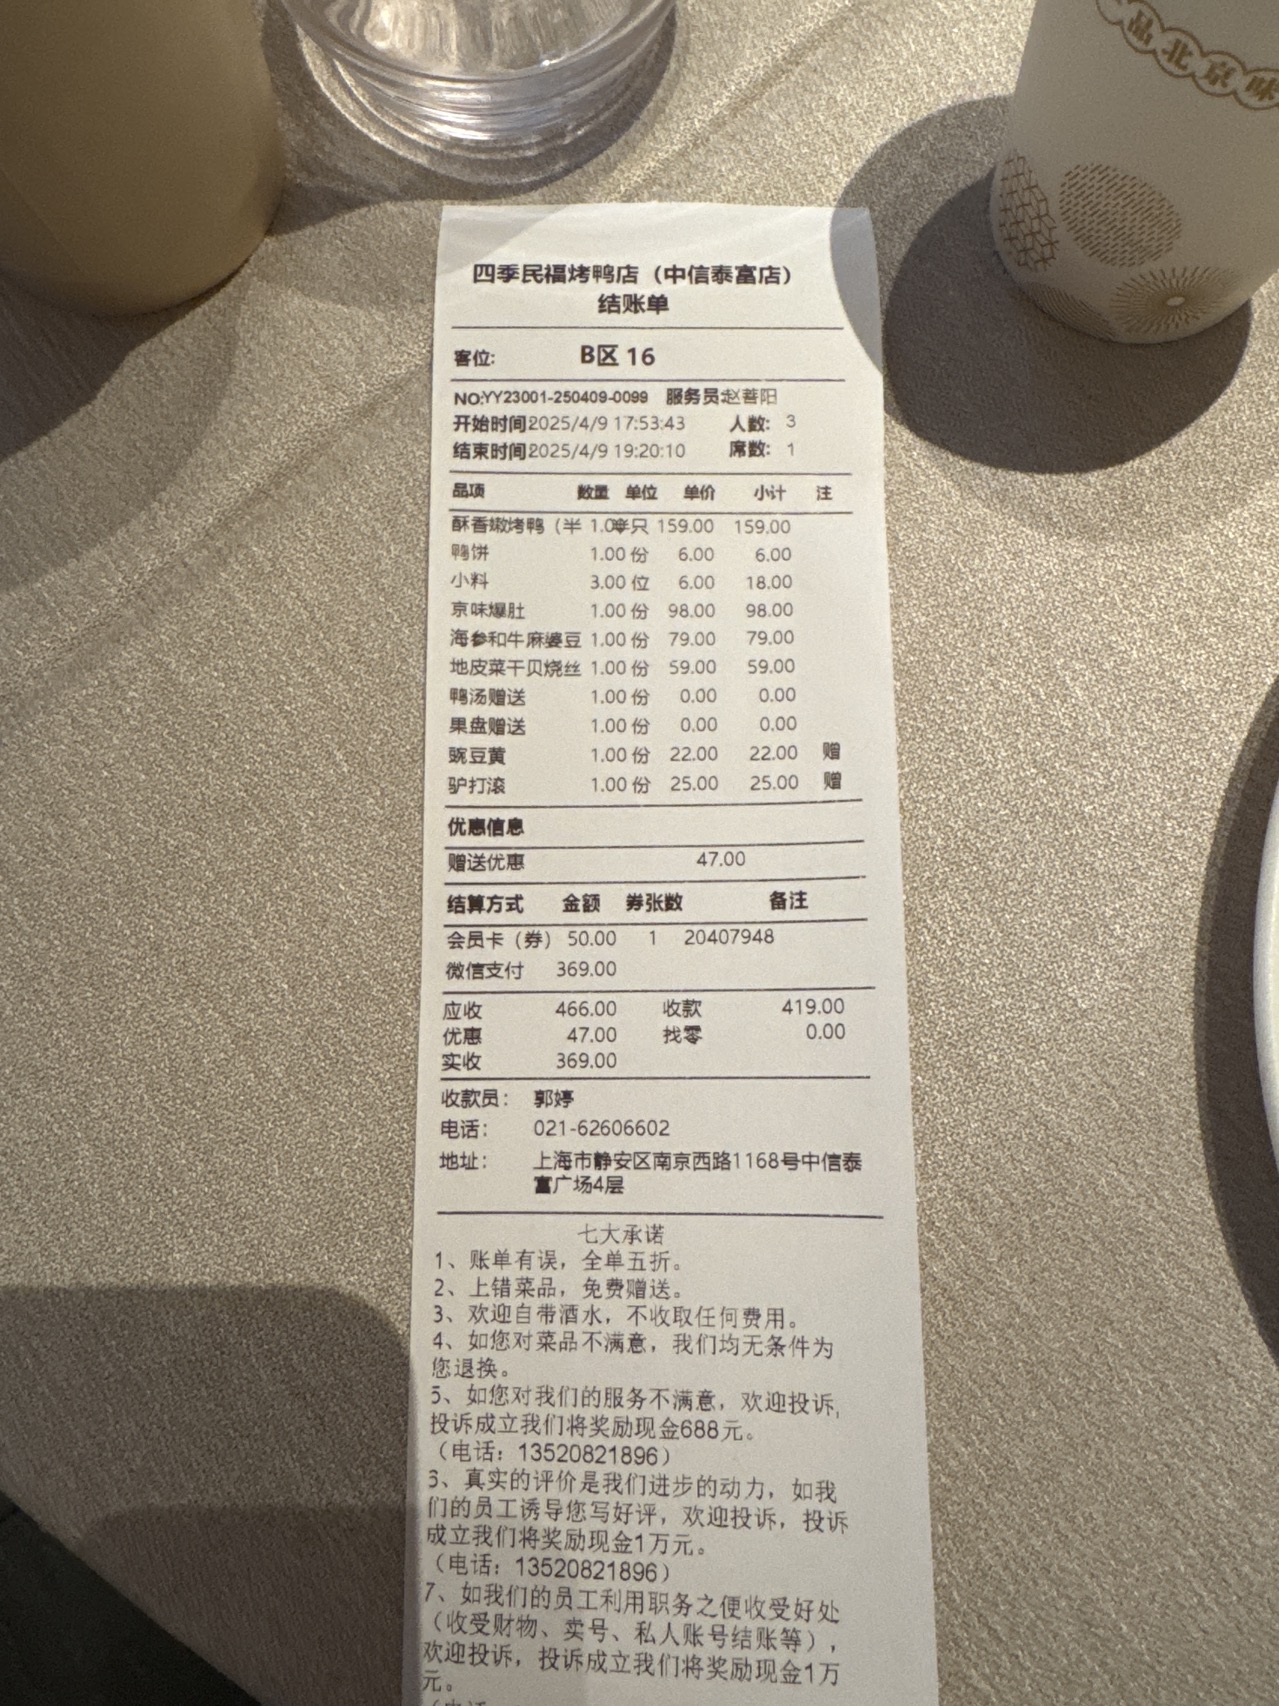 品北京味
四季民福烤鸭店（中信泰富店）
结账单
客位: B区 16
NO:YY23001-250409-0099 服务员:赵蓦阳
开始时间2025/4/9 17:53:43 人数: 3
结束时间2025/4/9 19:20:10 席数: 1
品项 数量 单位 单价 小计 注
酥香嫩烤鸭（半 1.00半只 159.00 159.00
鸭饼 1.00 份 6.00 6.00
小料 3.00 位 6.00 18.00
京味爆肚 1.00 份 98.00 98.00
海参和牛麻婆豆 1.00 份 79.00 79.00
地皮菜干贝烧丝 1.00 份 59.00 59.00
鸭汤赠送 1.00 份 0.00 0.00
果盘赠送 1.00 份 0.00 0.00
豌豆黄 1.00 份 22.00 22.00 赠
驴打滚 1.00 份 25.00 25.00 赠
优惠信息
赠送优惠 47.00
结算方式 金额 券张数 备注
会员卡（券） 50.00 1 20407948
微信支付 369.00
应收 466.00 收款 419.00
优惠 47.00 找零 0.00
实收 369.00
收款员： 郭婷
电话： 021-62606602
地址： 上海市静安区南京西路1168号中信泰
富广场4层
七大承诺
1、账单有误，全单五折。
2、上错菜品，免费赠送。
3、欢迎自带酒水，不收取任何费用。
4、如您对菜品不满意，我们均无条件为
您退换。
5、如您对我们的服务不满意，欢迎投诉，
投诉成立我们将奖励现金688元。
（电话：13520821896）
6、真实的评价是我们进步的动力，如我
们的员工诱导您写好评，欢迎投诉，投诉
成立我们将奖励现金1万元。
（电话：13520821896）
7、如我们的员工利用职务之便收受好处
（收受财物、卖号、私人账号结账等），
欢迎投诉，投诉成立我们将奖励现金1万
元。